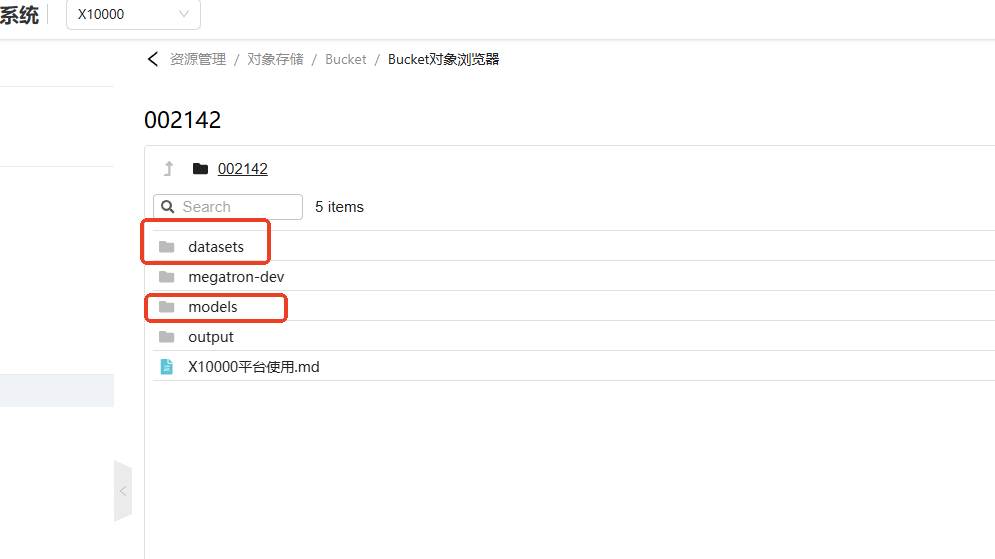 系统 X10000
资源管理 / 对象存储 / Bucket / Bucket对象浏览器
002142
002142
Search 5 items
datasets
megatron-dev
models
output
X10000平台使用.md